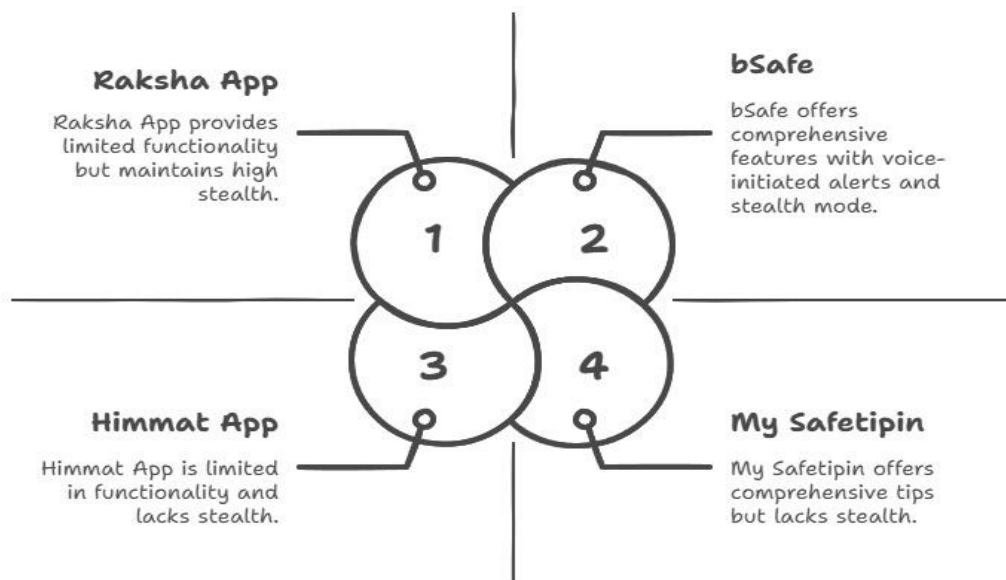 Raksha App
Raksha App provides
limited functionality
but maintains high
stealth.
bSafe
bSafe offers
comprehensive
features with voice-
initiated alerts and
stealth mode.
1
2
3
4
Himmat App
Himmat App is limited
in functionality and
lacks stealth.
My Safetipin
My Safetipin offers
comprehensive tips
but lacks stealth.